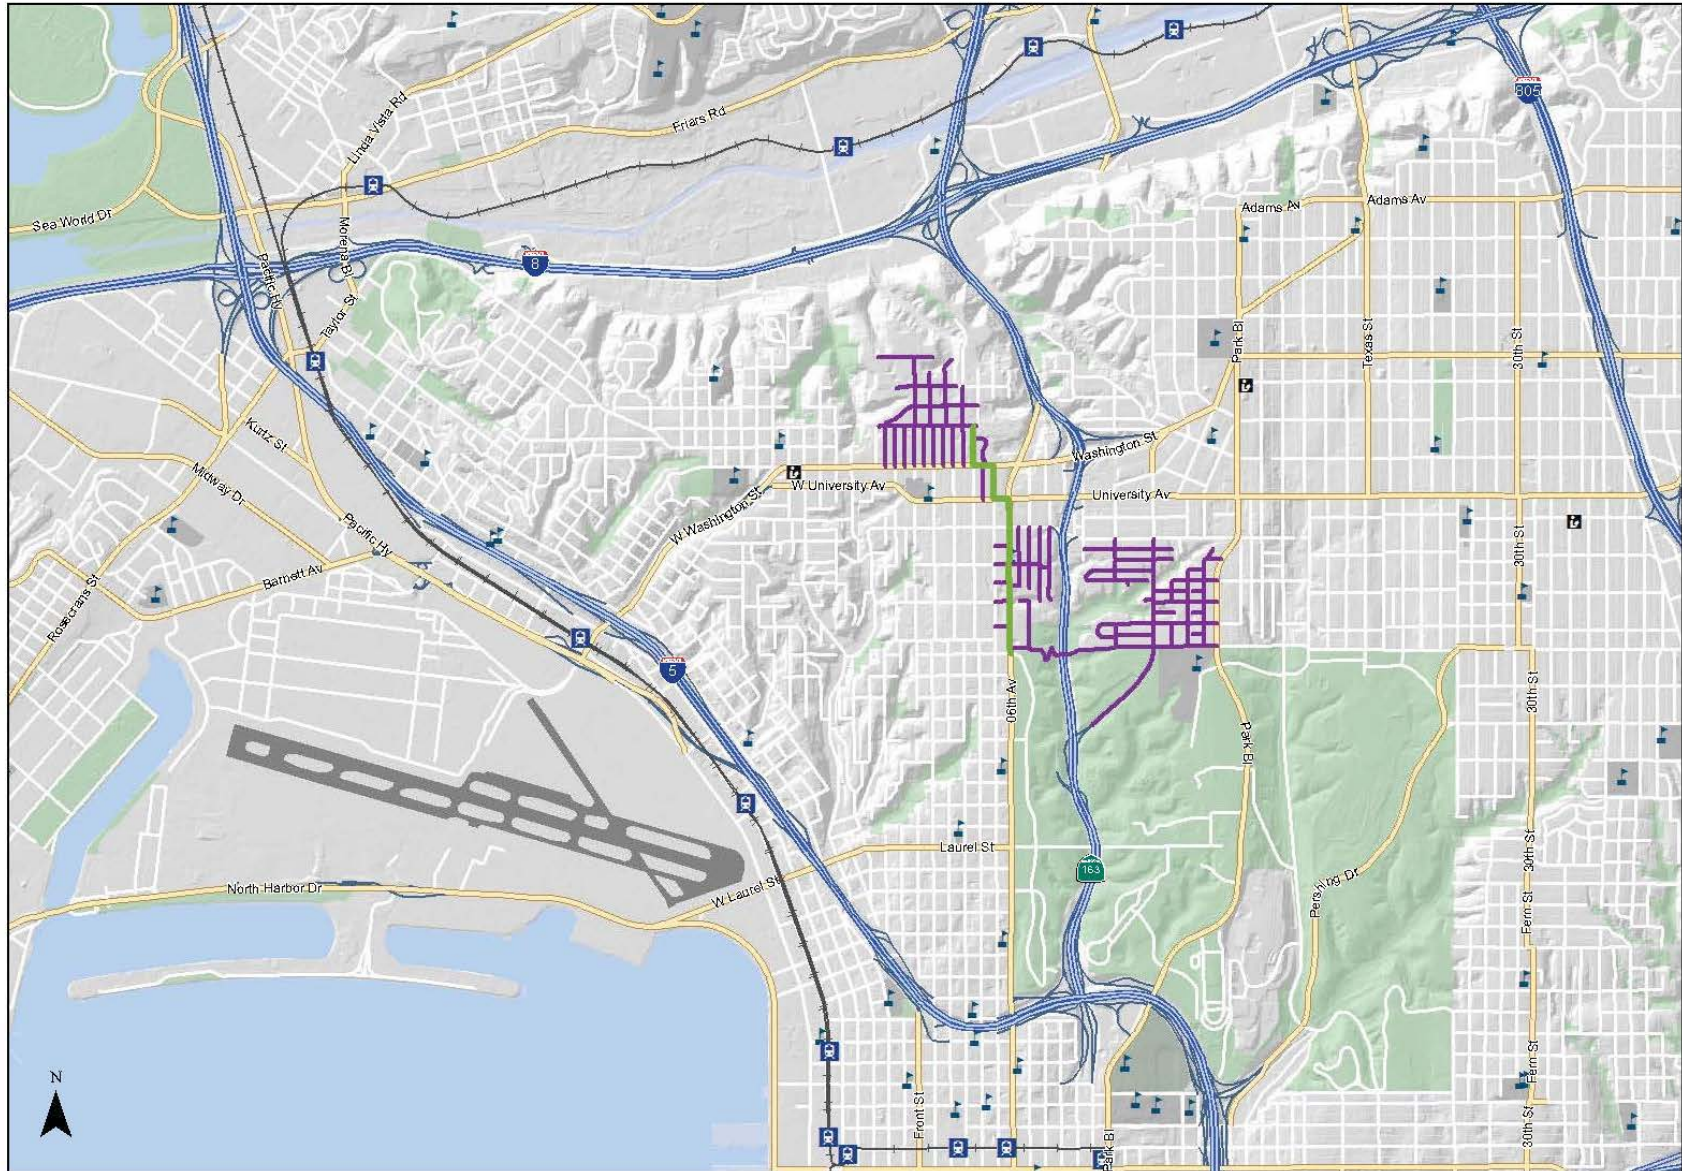 805
Linda Vista Rd
Friars Rd
Sea World Dr
Morena Bl
Adams Av
Adams Av
8
Pacific Hy
Taylor St
Park Bl
Texas St
30th St
Kurtz St
Washington St
Midway Dr
W University Av
University Av
W Washington St
Pacific Hy
30th St
Barnett Av
Rosecrans St
5
06th Av
30th St
Park Bl
Laurel St
30th St
163
North Harbor Dr
W Laurel St
Pershing Dr
Fern St
N
Fern St
Front St
30th St
Park Bl